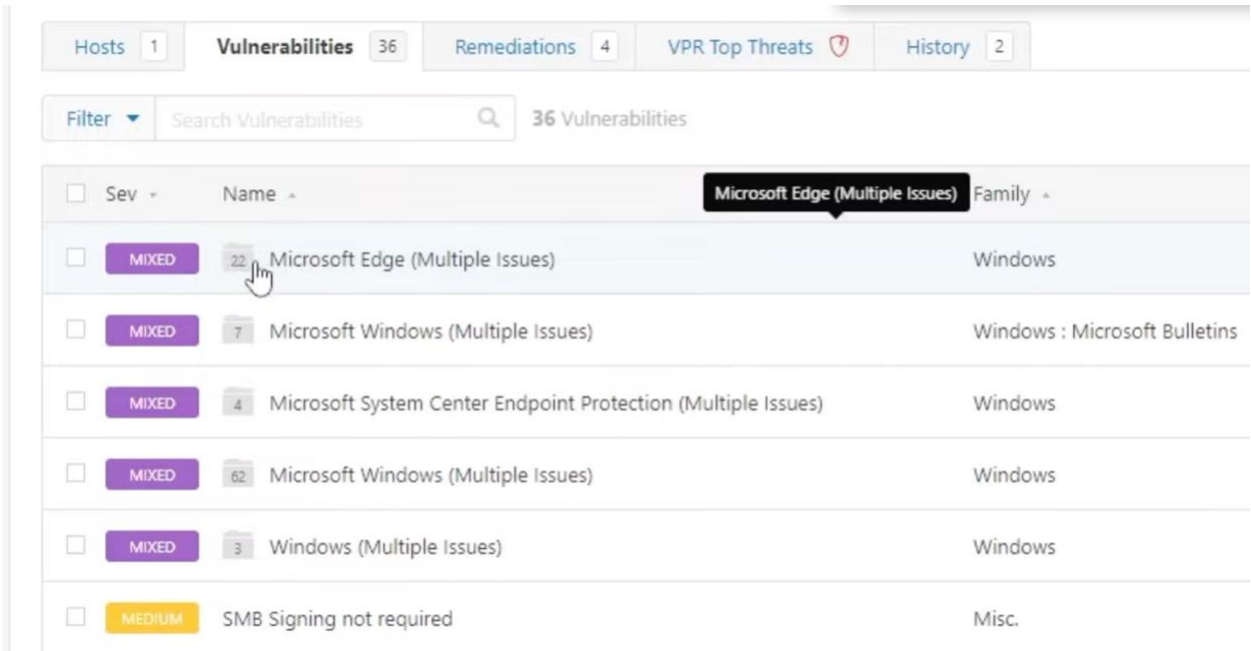 Hosts 1 Vulnerabilities 36 Remediations 4 VPR Top Threats History 2
Filter Search Vulnerabilities 36 Vulnerabilities
Sev Name Microsoft Edge (Multiple Issues) Family
MIXED 22 Microsoft Edge (Multiple Issues) Windows
MIXED 7 Microsoft Windows (Multiple Issues) Windows : Microsoft Bulletins
MIXED 4 Microsoft System Center Endpoint Protection (Multiple Issues) Windows
MIXED 62 Microsoft Windows (Multiple Issues) Windows
MIXED 3 Windows (Multiple Issues) Windows
MEDIUM SMB Signing not required Misc.